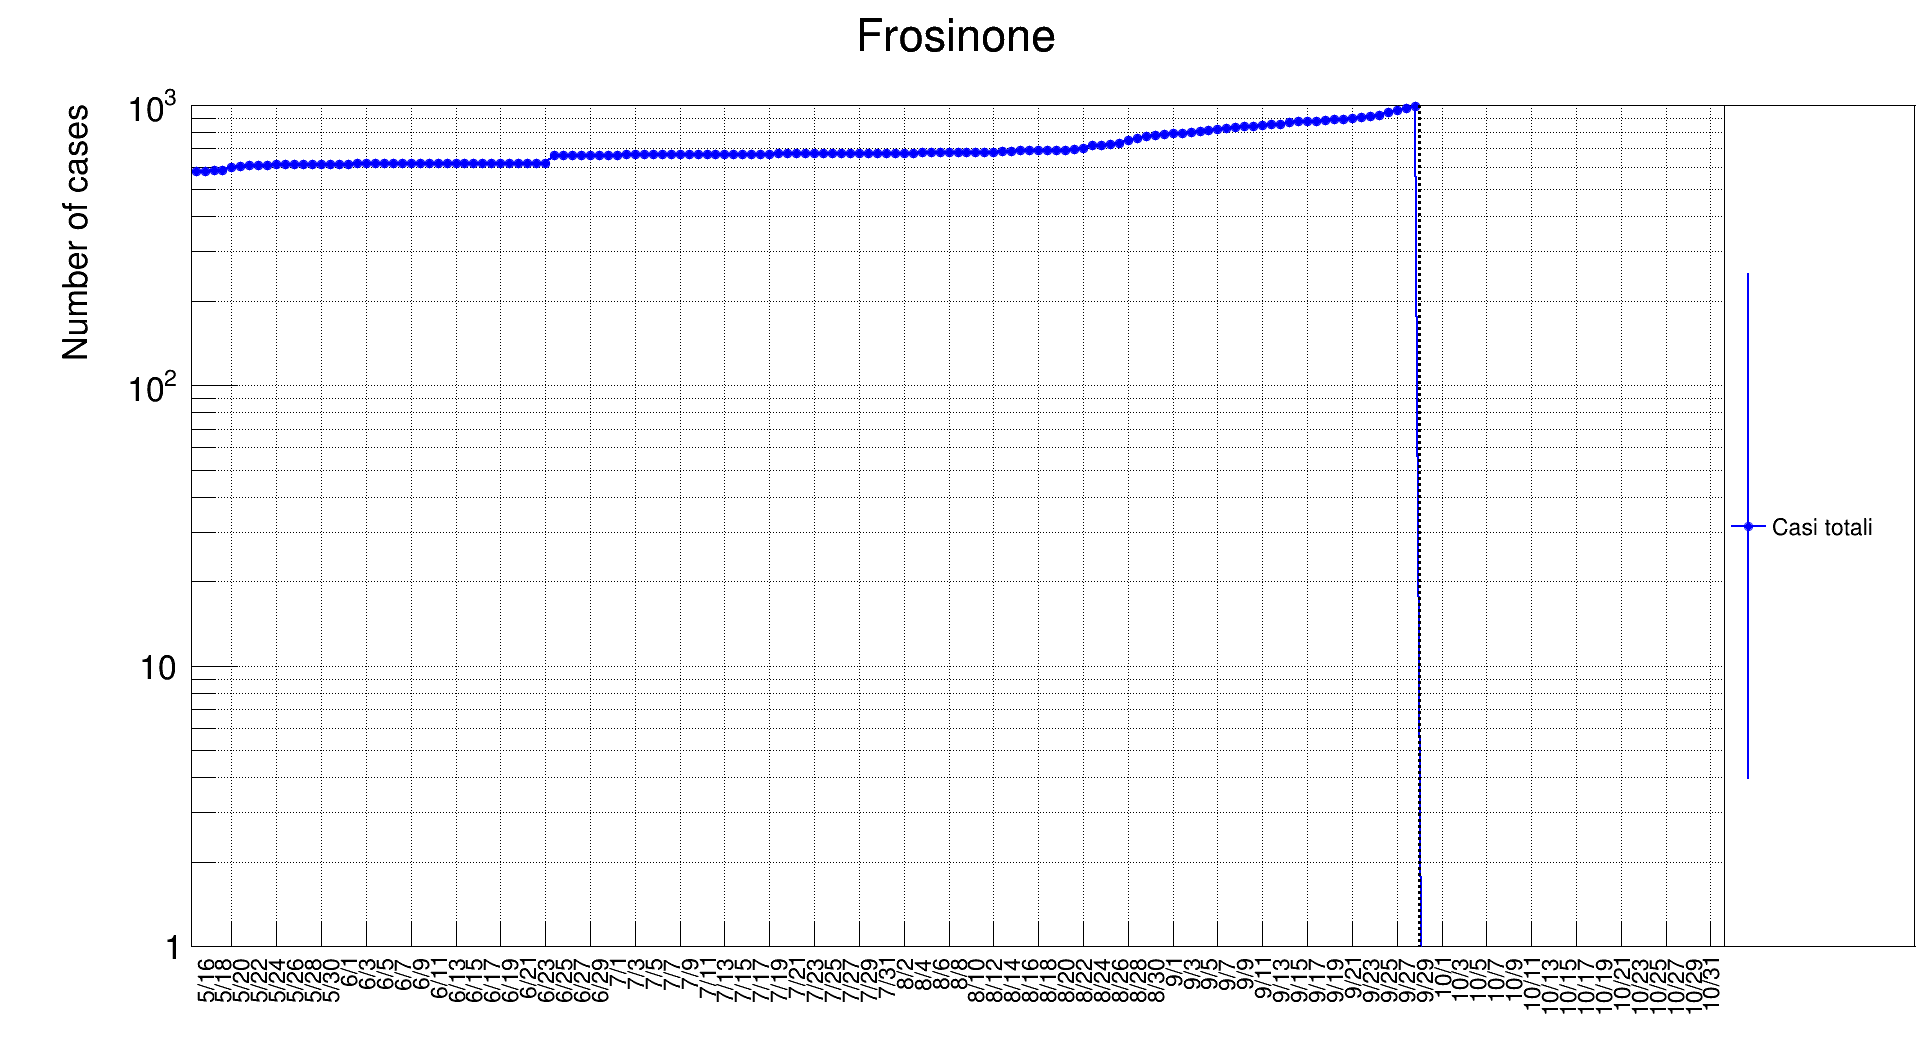 Frosinone
Number of cases
10³
10²
10
1
5/16 5/18 5/20 5/22 5/24 5/26 5/28 5/30 6/1 6/3 6/5 6/7 6/9 6/11 6/13 6/15 6/17 6/19 6/21 6/23 6/25 6/27 6/29 7/1 7/3 7/5 7/7 7/9 7/11 7/13 7/15 7/17 7/19 7/21 7/23 7/25 7/27 7/29 7/31 8/2 8/4 8/6 8/8 8/10 8/12 8/14 8/16 8/18 8/20 8/22 8/24 8/26 8/28 8/30 9/1 9/3 9/5 9/7 9/9 9/11 9/13 9/15 9/17 9/19 9/21 9/23 9/25 9/27 9/29 10/1 10/3 10/5 10/7 10/9 10/11 10/13 10/15 10/17 10/19 10/21 10/23 10/25 10/27 10/29 10/31
Casi totali